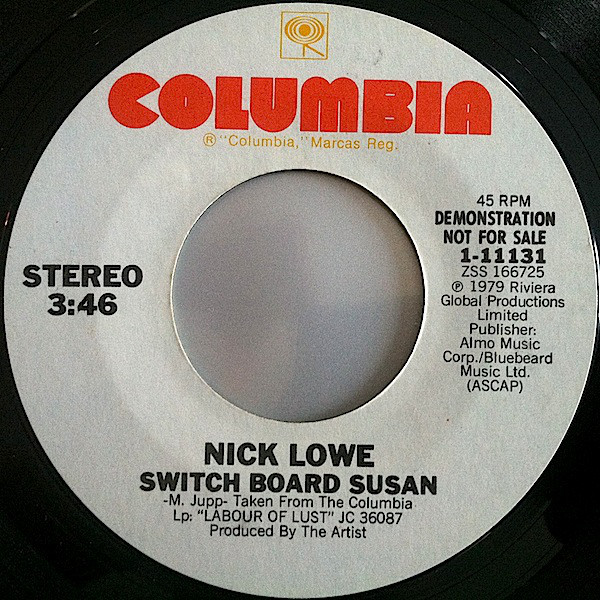 COLUMBIA
® "Columbia," Marcas Reg.
STEREO
3:46
45 RPM
DEMONSTRATION
NOT FOR SALE
1-11131
ZSS 166725
℗ 1979 Riviera
Global Productions
Limited
Publisher:
Almo Music
Corp./Bluebeard
Music Ltd.
(ASCAP)
NICK LOWE
SWITCH BOARD SUSAN
-M. Jupp- Taken From The Columbia
Lp: "LABOUR OF LUST" JC 36087
Produced By The Artist